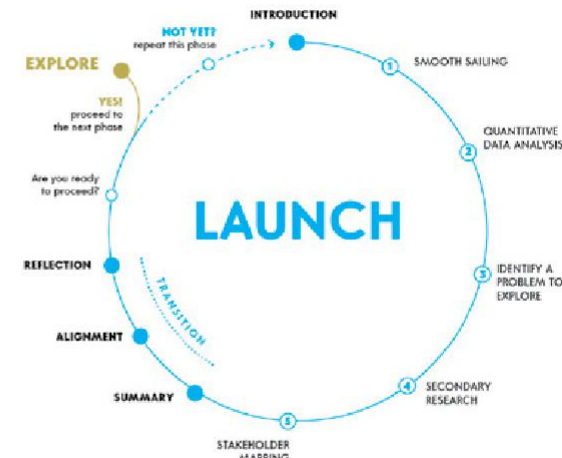 INTRODUCTION
1
SMOOTH SAILING
2
QUANTITATIVE
DATA ANALYSIS
3
IDENTIFY A
PROBLEM TO
EXPLORE
4
SECONDARY
RESEARCH
5
STAKEHOLDER
MAPPING
SUMMARY
ALIGNMENT
REFLECTION
TRANSITION
Are you ready
to proceed?
YES!
proceed to
the next phase
EXPLORE
NOT YET?
repeat this phase
LAUNCH